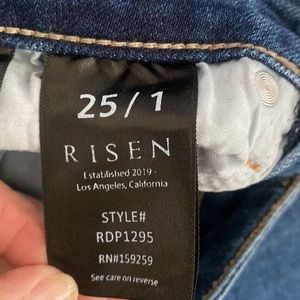 25 / 1
RISEN
Established 2019 -
Los Angeles, California
STYLE#
RDP1295
RN#159259
See care on reverse